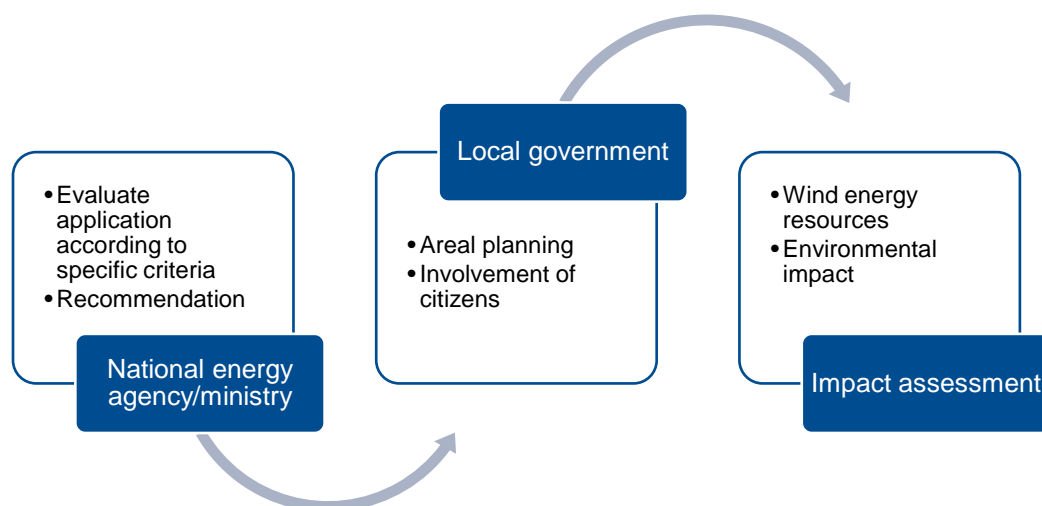 •Evaluate
application
according to
specific criteria
•Recommendation
National energy
agency/ministry
Local government
•Areal planning
•Involvement of
citizens
•Wind energy
resources
•Environmental
impact
Impact assessment